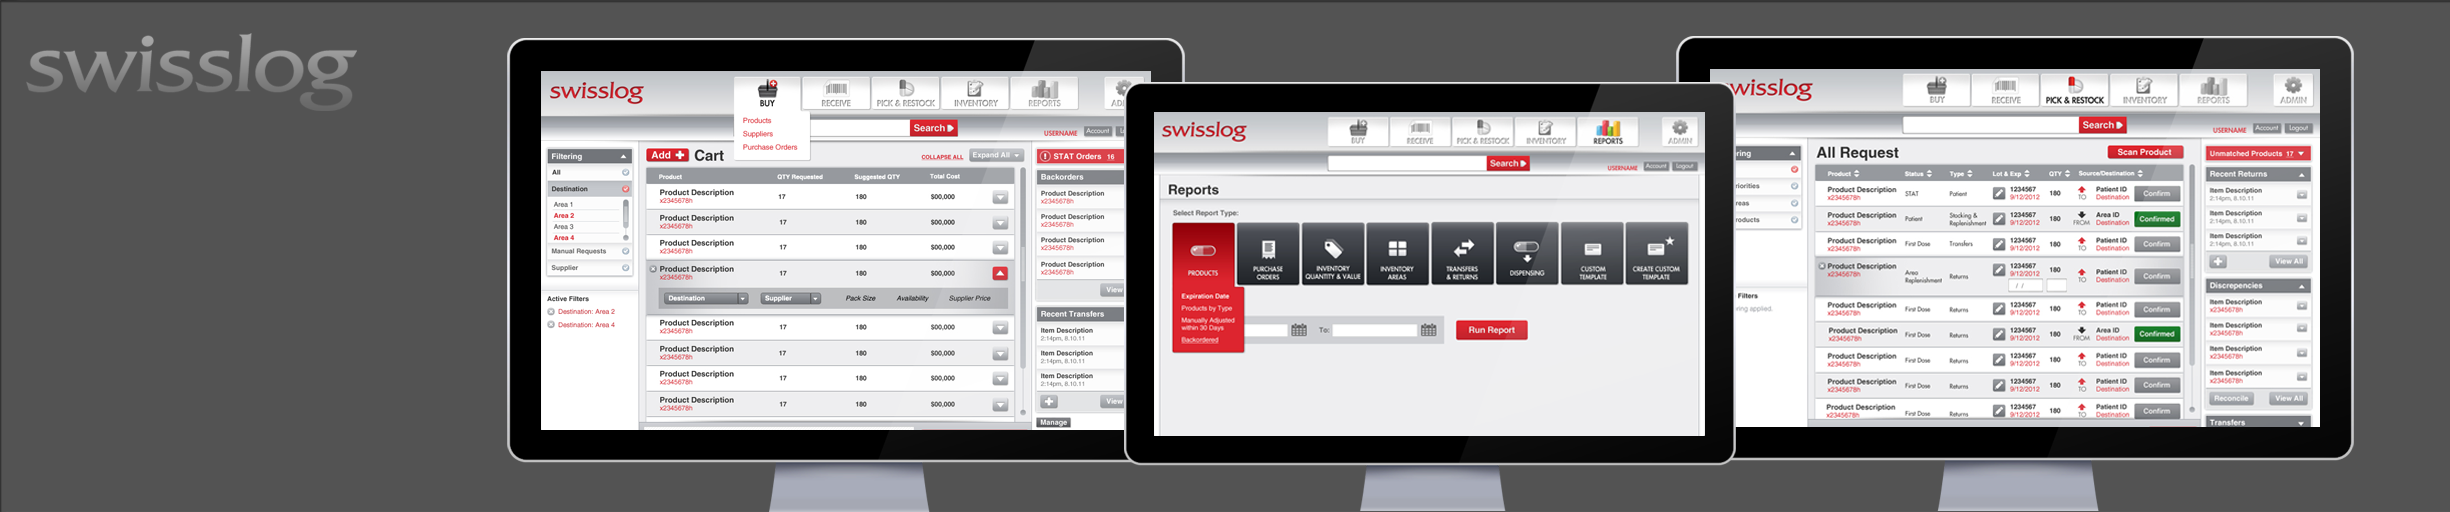 swisslog
swisslog
BUY
RECEIVE
PICK & RESTOCK
INVENTORY
REPORTS
Products
Suppliers
Purchase Orders
Search
USERNAME
Account
Filtering
All
Destination
Area 1
Area 2
Area 3
Area 4
Manual Requests
Supplier
Active Filters
Destination: Area 2
Destination: Area 4
Add + Cart
COLLAPSE ALL
Expand All
Product QTY Requested Suggested QTY Total Cost
Product Description 17 180 $00,000
x2345678h
Product Description 17 180 $00,000
x2345678h
Product Description 17 180 $00,000
x2345678h
Product Description 17 180 $00,000
x2345678h
Destination Supplier Pack Size Availability Supplier Price
Product Description 17 180 $00,000
x2345678h
Product Description 17 180 $00,000
x2345678h
Product Description 17 180 $00,000
x2345678h
Product Description 17 180 $00,000
x2345678h
STAT Orders 16
Backorders
Product Description
x2345678h
Product Description
x2345678h
Product Description
x2345678h
Product Description
x2345678h
View
Recent Transfers
Item Description
2:14pm, 8.10.11
Item Description
2:14pm, 8.10.11
Item Description
2:14pm, 8.10.11
+ View
Manage
swisslog
BUY
RECEIVE
PICK & RESTOCK
INVENTORY
REPORTS
ADMIN
Search
USERNAME
Account
Logout
Reports
Select Report Type:
PRODUCTS
PURCHASE
ORDERS
INVENTORY
QUANTITY & VALUE
INVENTORY
AREAS
TRANSFERS
& RETURNS
DISPENSING
CUSTOM
TEMPLATE
CREATE CUSTOM
TEMPLATE
Expiration Date
Products by Type
Manually Adjusted
within 30 Days
Backordered
To:
Run Report
swisslog
BUY
RECEIVE
PICK & RESTOCK
INVENTORY
REPORTS
ADMIN
Search
USERNAME
Account
Logout
ring
riorities
reas
roducts
Filters
ring applied.
All Request
Scan Product
Product Status Type Lot & Exp QTY Source/Destination
Product Description STAT Patient 1234567 180 Patient ID Confirm
x2345678h 9/12/2012 TO Destination
Product Description Patient Stocking & Replenishment 1234567 180 Area ID Confirmed
x2345678h 9/12/2012 FROM Destination
Product Description First Dose Transfers 1234567 180 Patient ID Confirm
x2345678h 9/12/2012 TO Destination
Product Description Area Replenishment Returns 1234567 180 Patient ID Confirm
x2345678h 9/12/2012 TO Destination
/ /
Product Description First Dose Returns 1234567 180 Patient ID Confirm
x2345678h 9/12/2012 TO Destination
Product Description First Dose Returns 1234567 180 Area ID Confirmed
x2345678h 9/12/2012 FROM Destination
Product Description First Dose Returns 1234567 180 Patient ID Confirm
x2345678h 9/12/2012 TO Destination
Product Description First Dose Returns 1234567 180 Patient ID Confirm
x2345678h 9/12/2012 TO Destination
Product Description First Dose Returns 1234567 180 Patient ID Confirm
x2345678h 9/12/2012 TO Destination
Unmatched Products 17
Recent Returns
Item Description
2:14pm, 8.10.11
Item Description
2:14pm, 8.10.11
Item Description
2:14pm, 8.10.11
+ View All
Discrepencies
Item Description
x2345678h
Item Description
x2345678h
Item Description
x2345678h
Item Description
x2345678h
Reconcile View All
Transfers